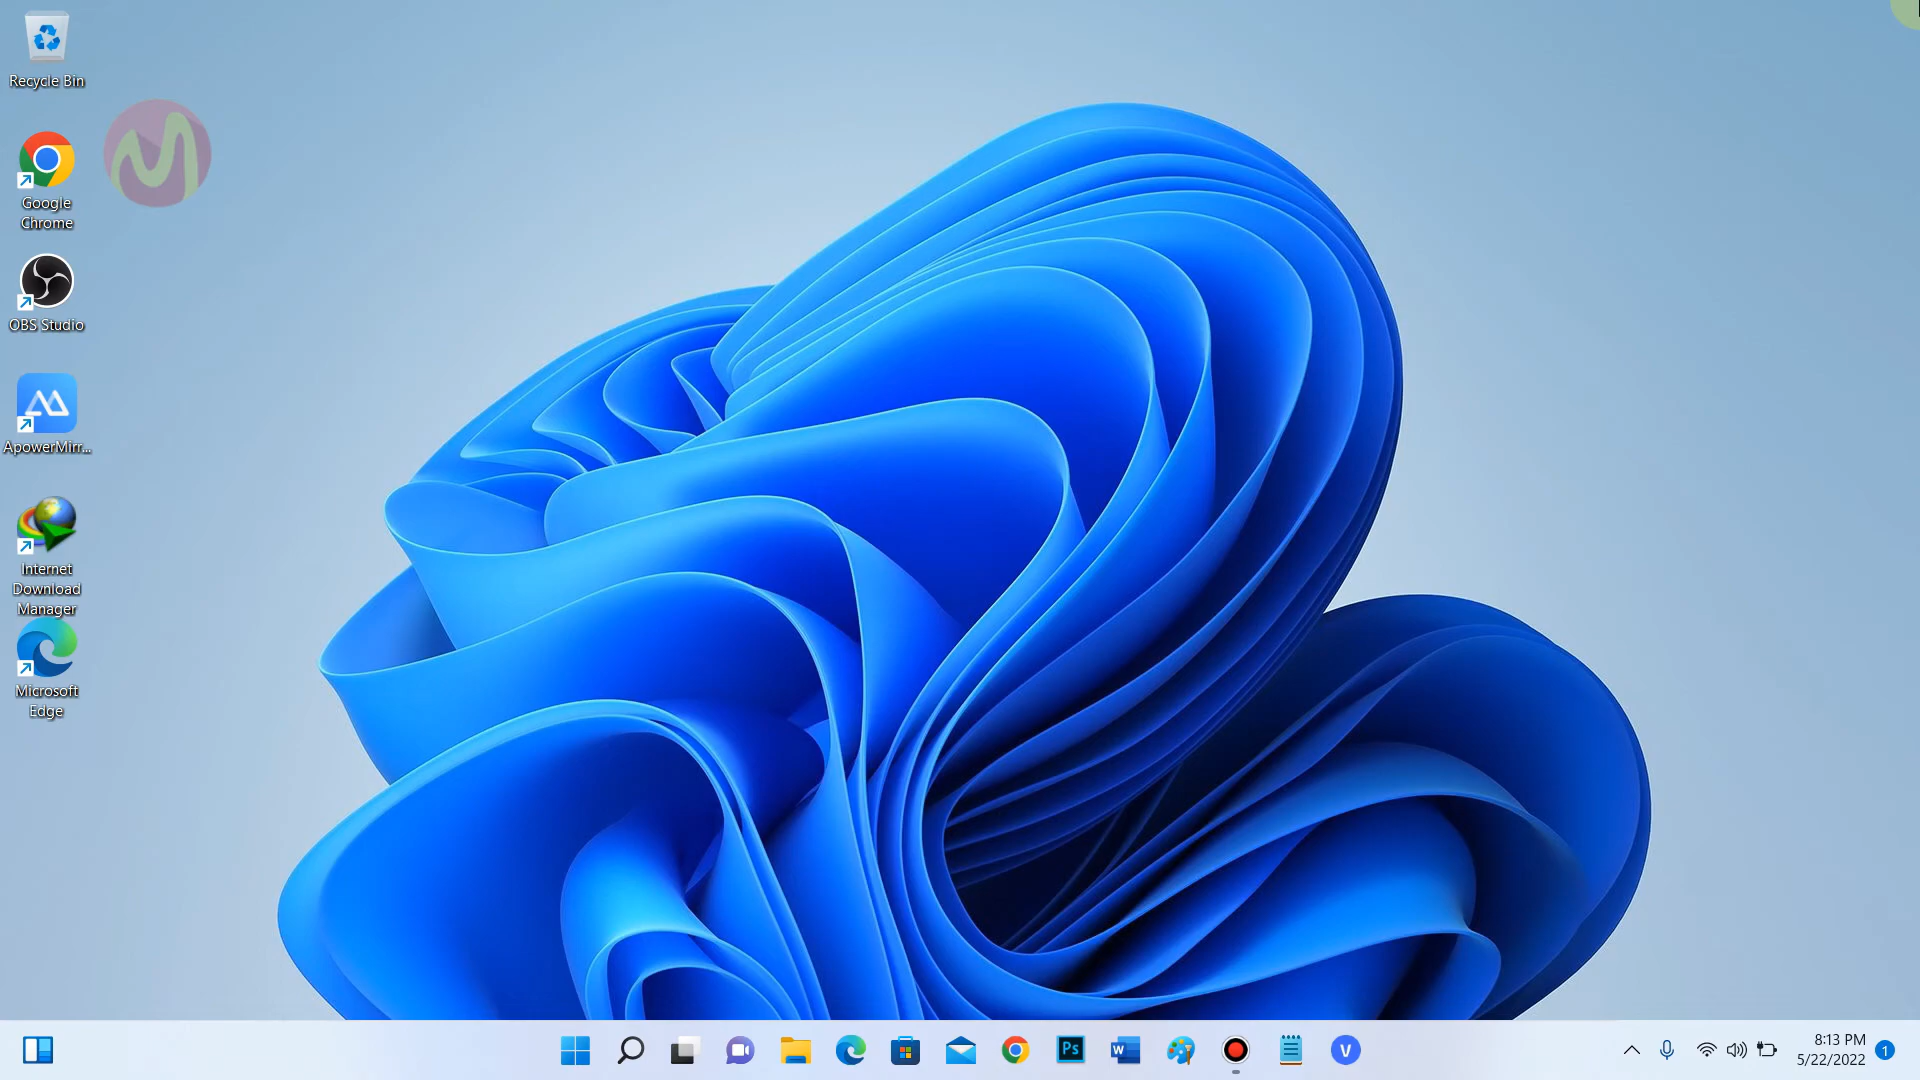 Recycle Bin
Google
Chrome
OBS Studio
ApowerMirr...
Internet
Download
Manager
Microsoft
Edge
Ps
W
V
8:13 PM
5/22/2022
1